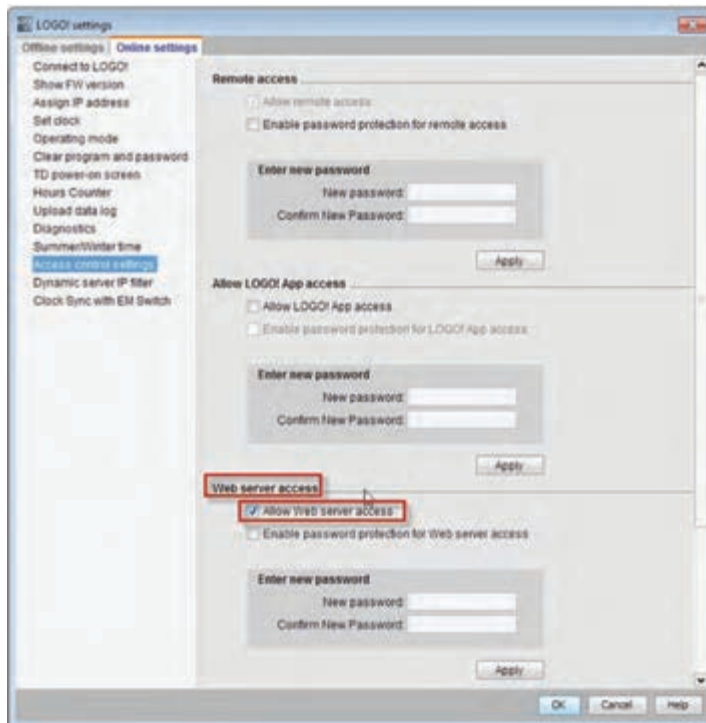 LOGO! settings
Offline settings
Online settings
Connect to LOGO!
Show FW version
Assign IP address
Set clock
Operating mode
Clear program and password
TD power-on screen
Hours Counter
Upload data log
Diagnostics
Summer/Winter time
Access control settings
Dynamic server IP filter
Clock Sync with EM Switch
Remote access
Allow remote access
Enable password protection for remote access
Enter new password
New password:
Confirm New Password:
Apply
Allow LOGO! App access
Allow LOGO! App access
Enable password protection for LOGO! App access
Enter new password
New password:
Confirm New Password:
Apply
Web server access
Allow Web server access
Enable password protection for Web server access
Enter new password
New password:
Confirm New Password:
Apply
OK
Cancel
Help